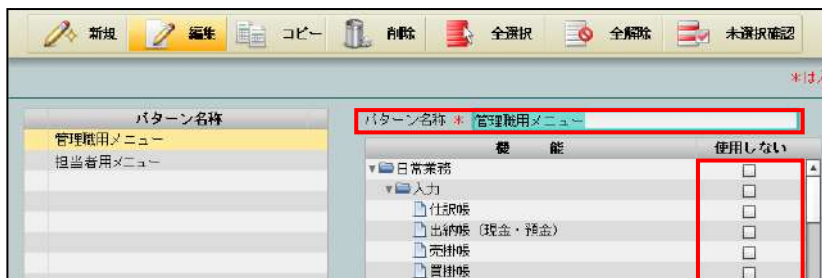 新規 編集 コピー 削除 全選択 全解除 未選択確認
*は
パターン名称
管理職用メニュー
担当者用メニュー
パターン名称 * 管理職用メニュー
機 能 使用しない
日常業務
入力
仕訳帳
出納帳（現金・預金）
売掛帳
買掛帳